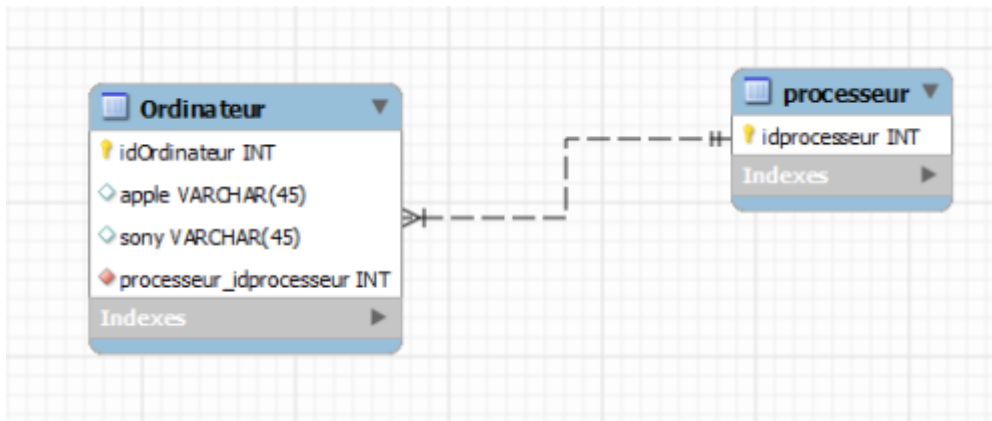 Ordinateur
idOrdinateur INT
apple VARCHAR(45)
sony VARCHAR(45)
processeur_idprocesseur INT
Indexes
processeur
idprocesseur INT
Indexes